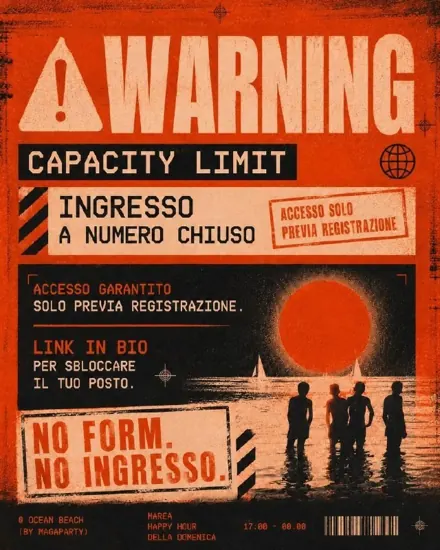 WARNING
CAPACITY LIMIT
INGRESSO
A NUMERO CHIUSO
ACCESSO SOLO
PREVIA REGISTRAZIONE
ACCESSO GARANTITO
SOLO PREVIA REGISTRAZIONE.
LINK IN BIO
PER SBLOCCARE
IL TUO POSTO.
NO FORM.
NO INGRESSO.
@ OCEAN BEACH
(BY MAGAPARTY)
MAREA
HAPPY HOUR
DELLA DOMENICA
17:00 - 00.00